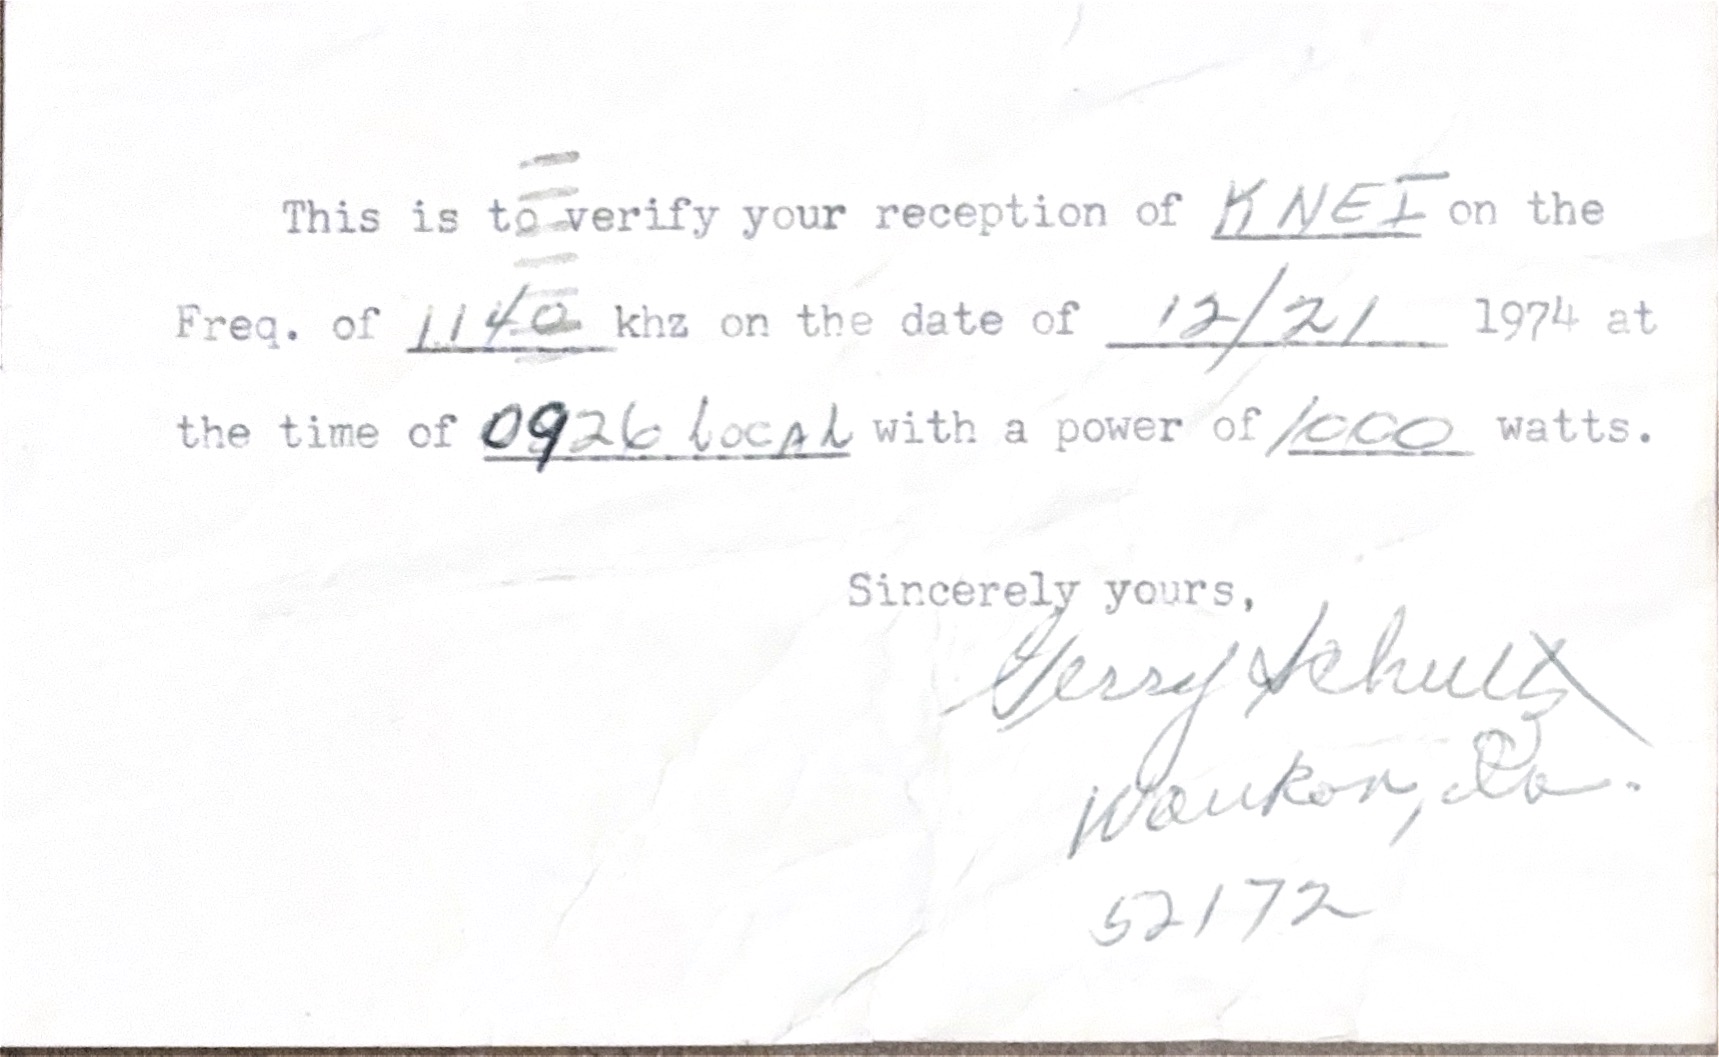 This is to verify your reception of KNEI on the
Freq. of 1140 khz on the date of 12/21 1974 at
the time of 0926 local with a power of 1000 watts.
Sincerely yours,
Gerry Schultz
Waukon, Ia.
52172